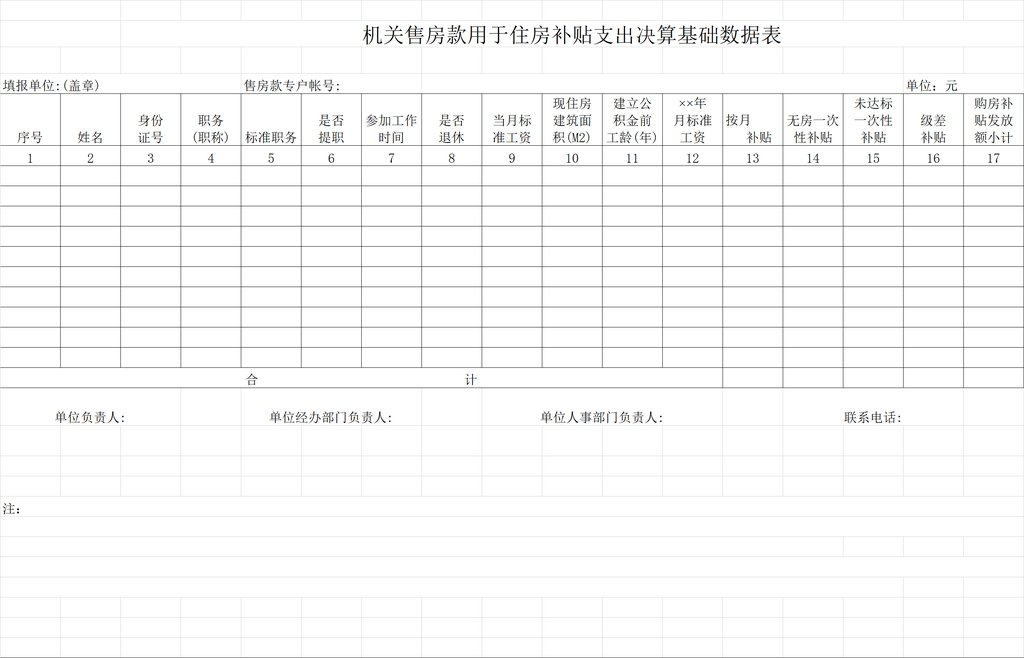 机关售房款用于住房补贴支出决算基础数据表
填报单位:(盖章) 售房款专户帐号: 单位；元
序号 姓名 身份证号 职务(职称) 标准职务 是否提职 参加工作时间 是否退休 当月标准工资 现住房建筑面积(M2) 建立公积金前工龄(年) ××年月标准工资 按月补贴 无房一次性补贴 未达标一次性补贴 级差补贴 购房补贴发放额小计
1 2 3 4 5 6 7 8 9 10 11 12 13 14 15 16 17
合 计
单位负责人: 单位经办部门负责人: 单位人事部门负责人: 联系电话:
注: